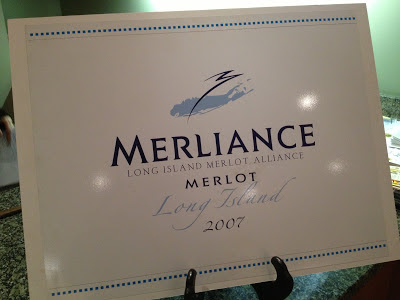 MERLIANCE
LONG ISLAND MERLOT ALLIANCE
MERLOT
Long Island
2007